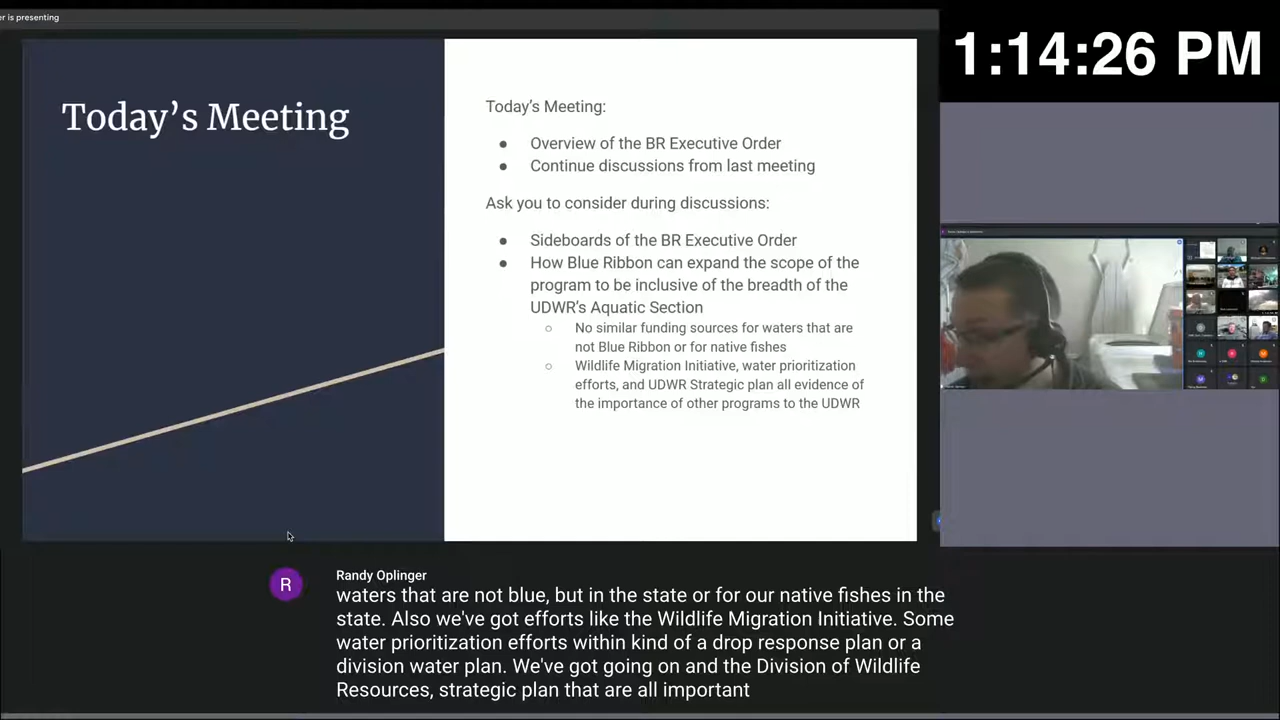 er is presenting
1:14:26 PM
Today's Meeting
Today's Meeting:
● Overview of the BR Executive Order
● Continue discussions from last meeting
Ask you to consider during discussions:
● Sideboards of the BR Executive Order
● How Blue Ribbon can expand the scope of the
program to be inclusive of the breadth of the
UDWR's Aquatic Section
○ No similar funding sources for waters that are
not Blue Ribbon or for native fishes
○ Wildlife Migration Initiative, water prioritization
efforts, and UDWR Strategic plan all evidence of
the importance of other programs to the UDWR
R
Randy Oplinger
waters that are not blue, but in the state or for our native fishes in the
state. Also we've got efforts like the Wildlife Migration Initiative. Some
water prioritization efforts within kind of a drop response plan or a
division water plan. We've got going on and the Division of Wildlife
Resources, strategic plan that are all important